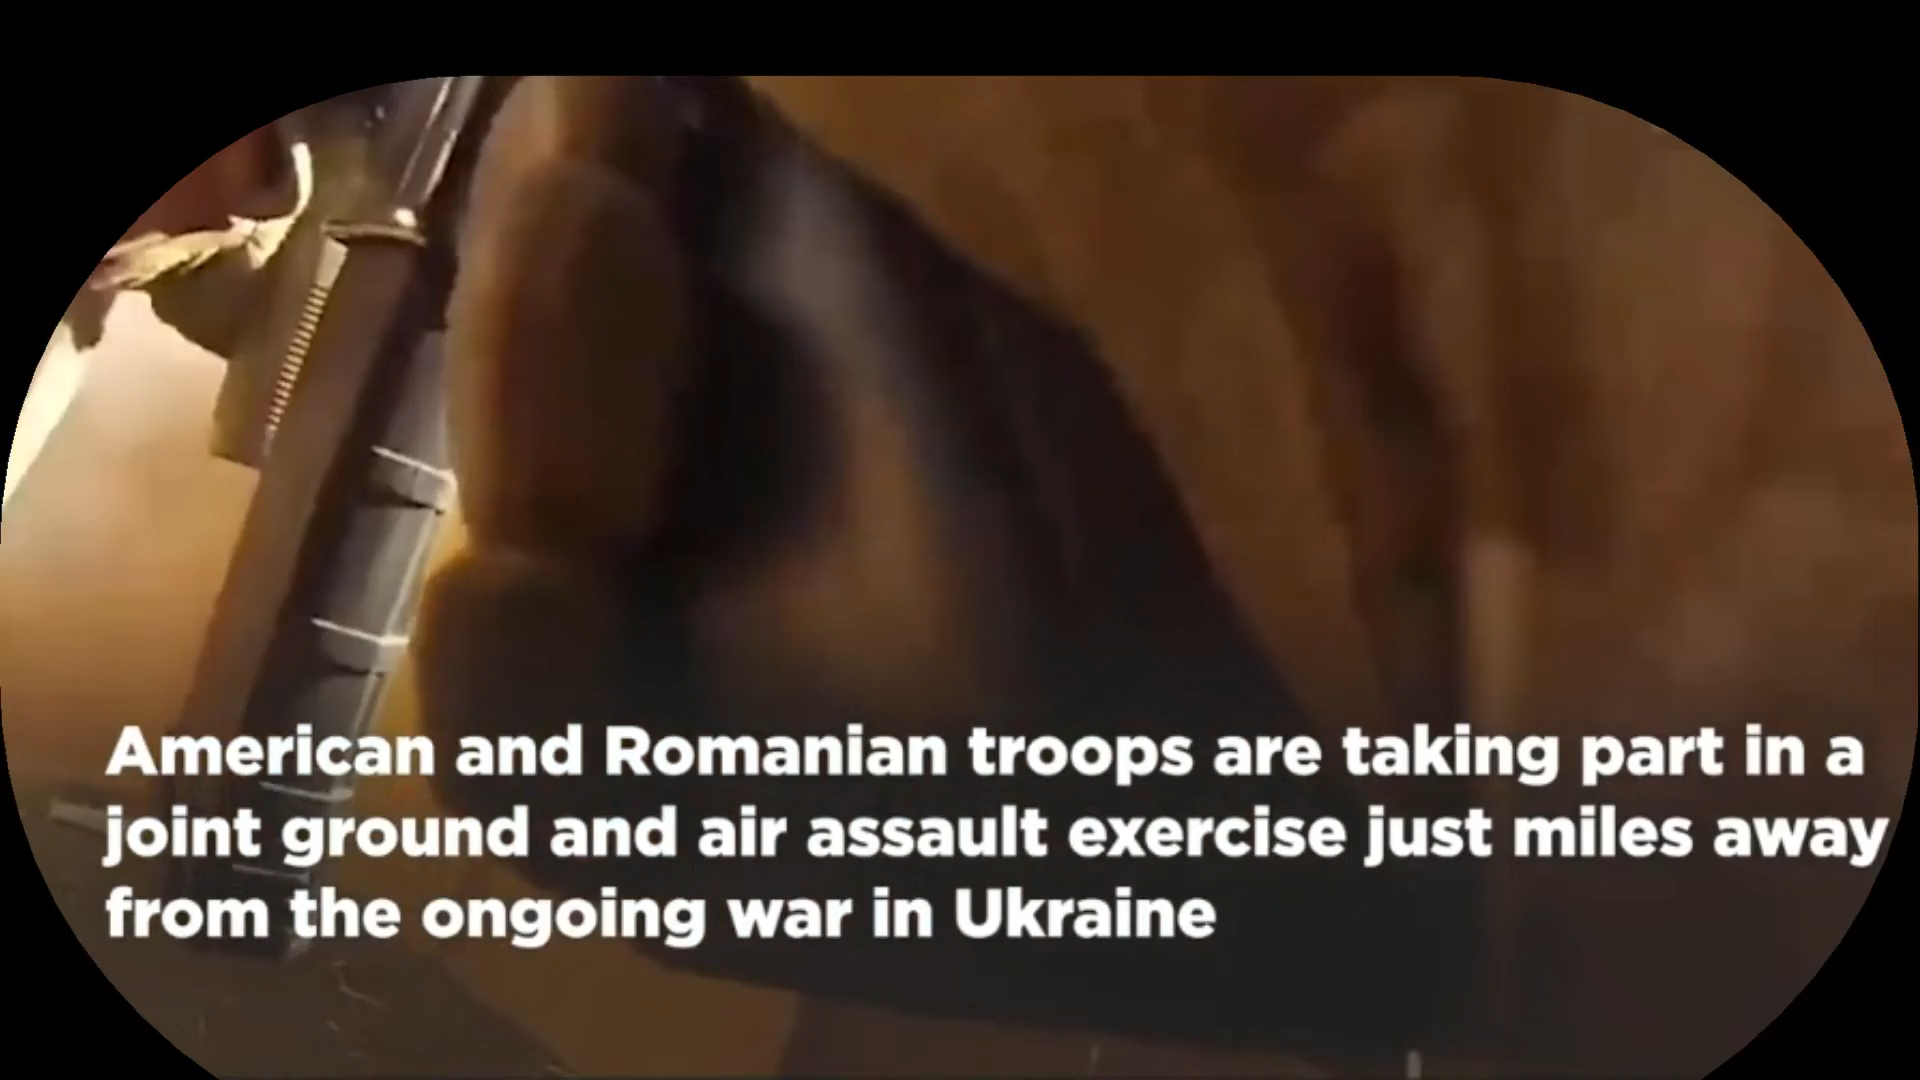 American and Romanian troops are taking part in a
joint ground and air assault exercise just miles away
from the ongoing war in Ukraine